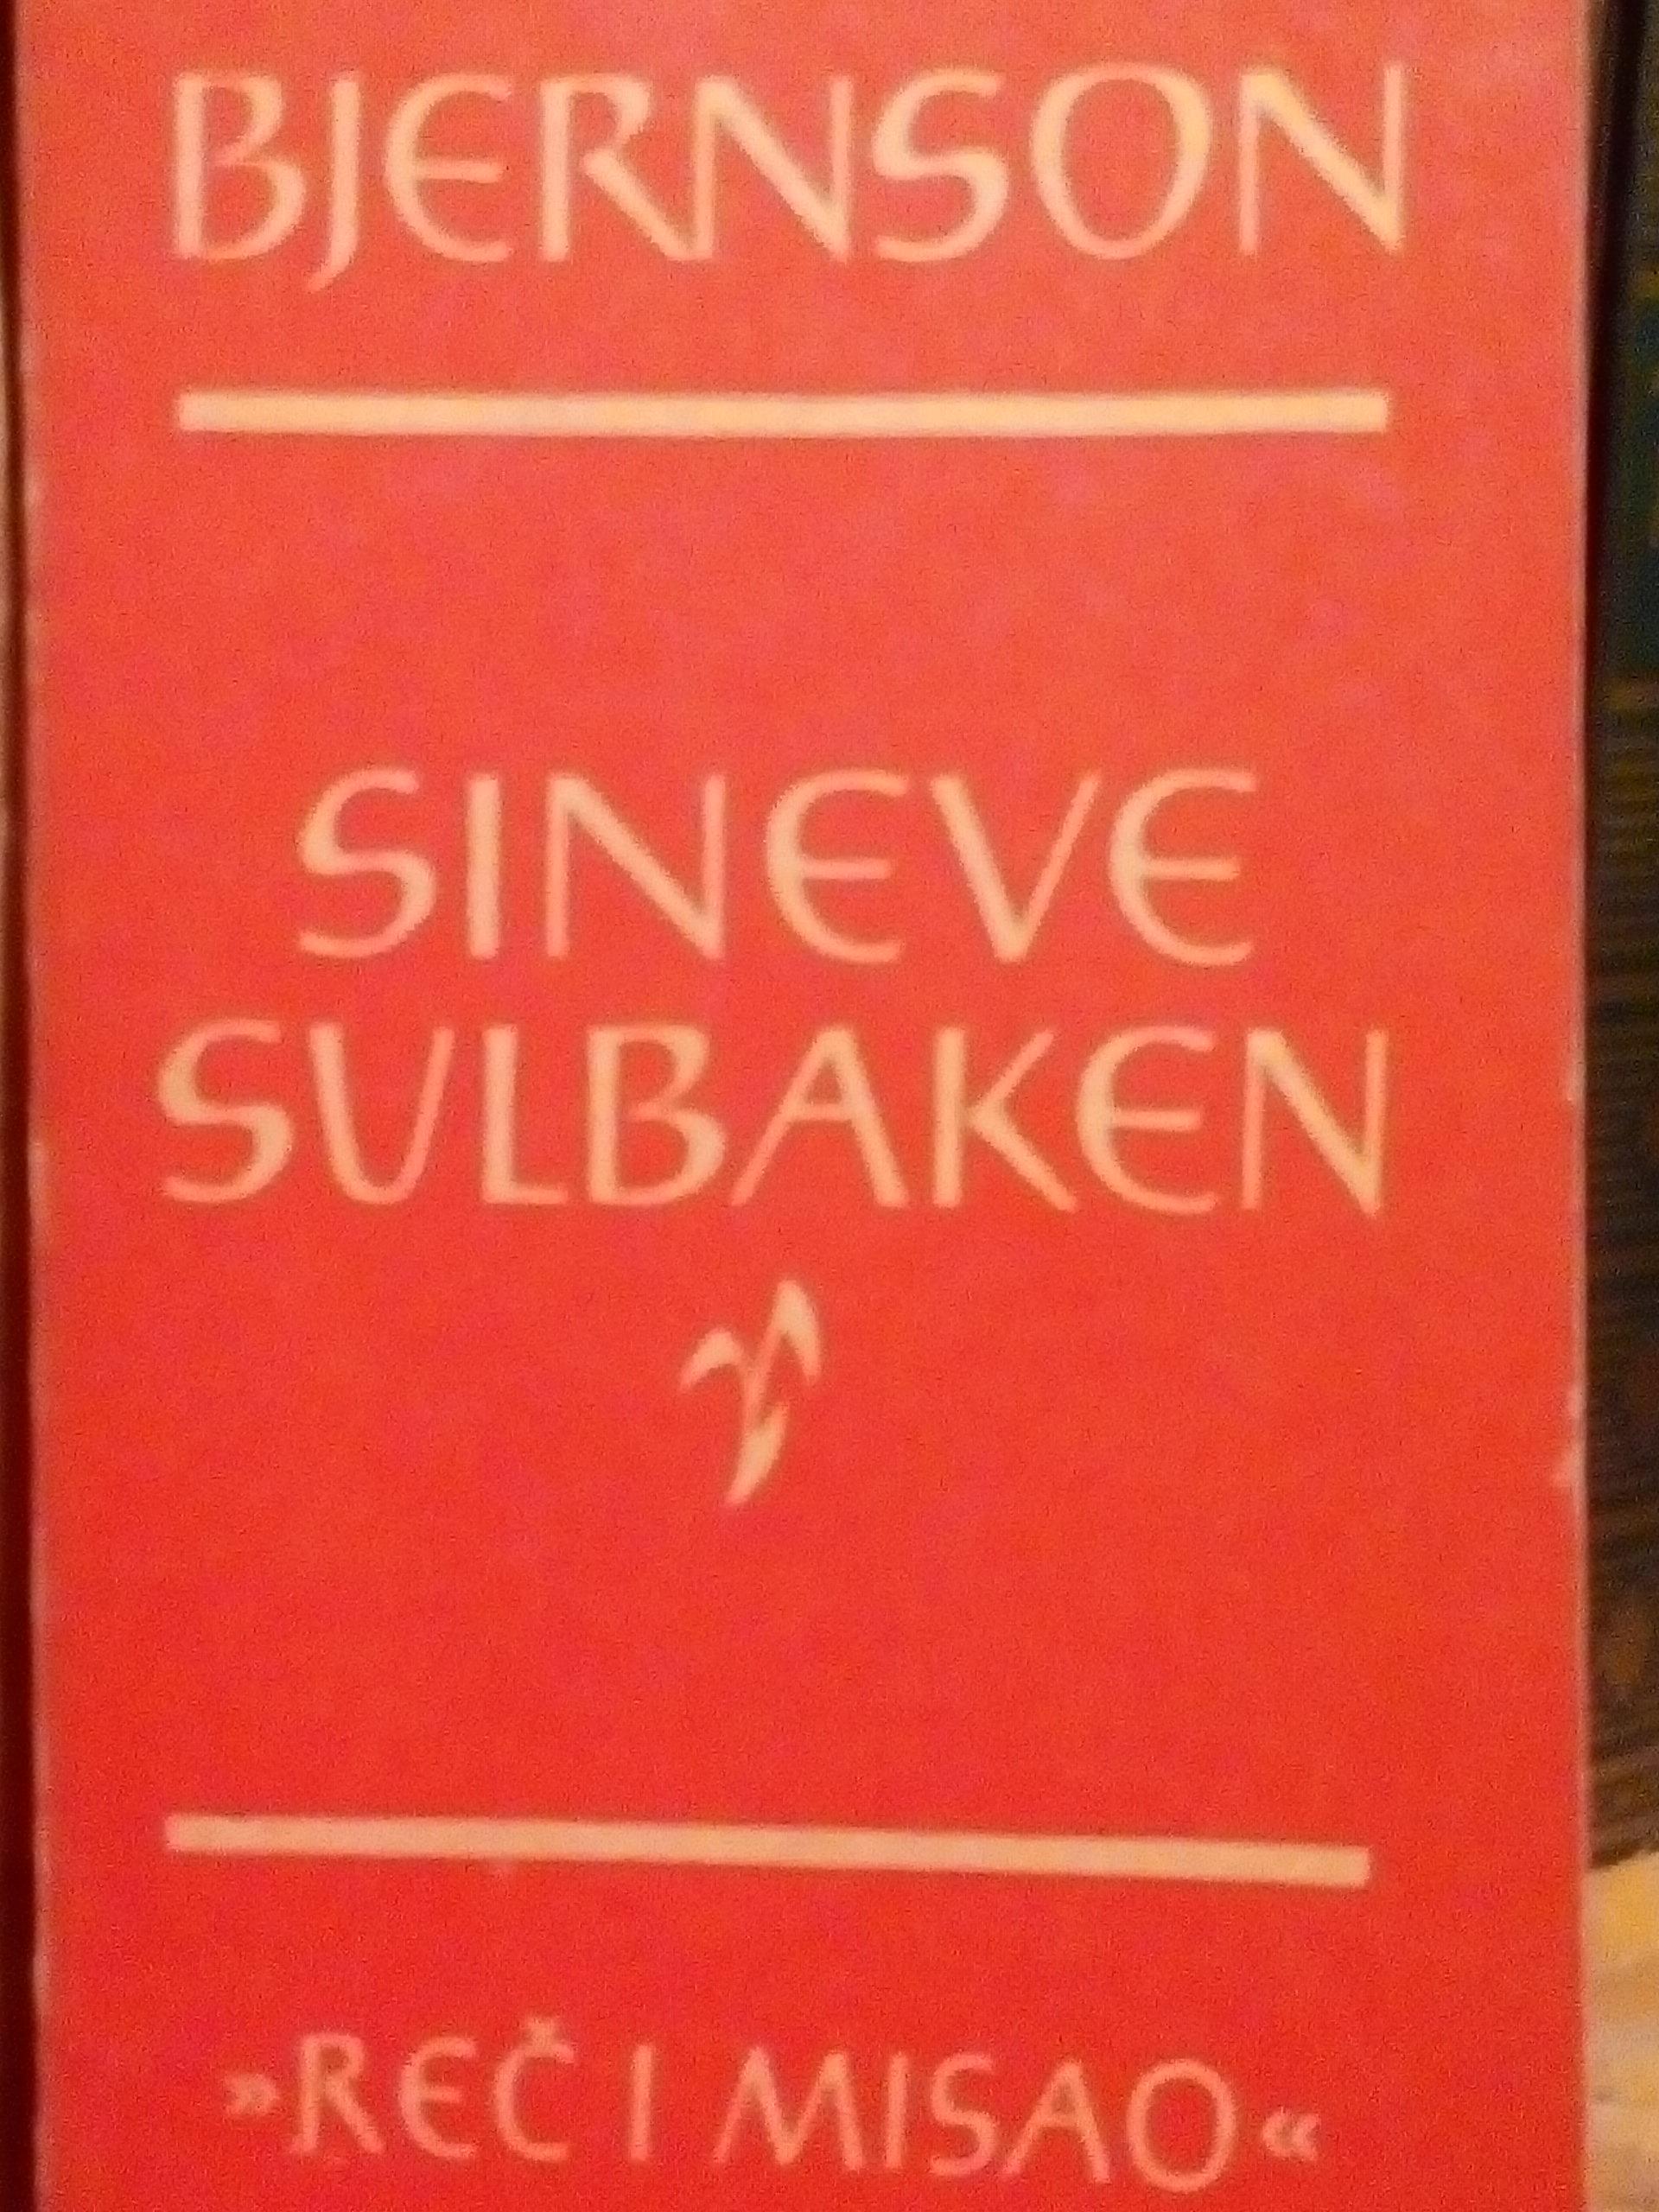 BJERNSON
SINEVE
SULBAKEN
»REČ I MISAO«